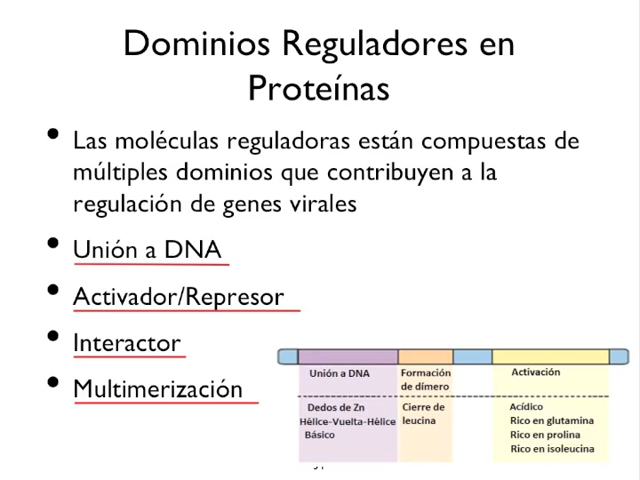 Dominios Reguladores en
Proteínas
• Las moléculas reguladoras están compuestas de
múltiples dominios que contribuyen a la
regulación de genes virales
• Unión a DNA
• Activador/Represor
• Interactor
• Multimerización
Unión a DNA
Formación
de dímero
Activación
Dedos de Zn
Hélice-Vuelta-Hélice
Básico
Cierre de
leucina
Acídico
Rico en glutamina
Rico en prolina
Rico en isoleucina